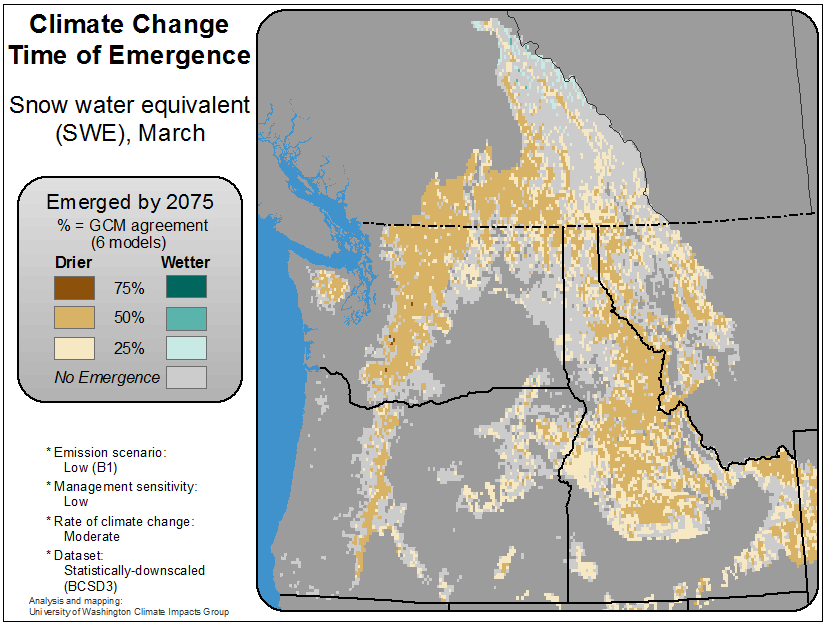 Climate Change
Time of Emergence
Snow water equivalent
(SWE), March
Emerged by 2075
% = GCM agreement
(6 models)
Drier Wetter
75%
50%
25%
No Emergence
* Emission scenario:
Low (B1)
* Management sensitivity:
Low
* Rate of climate change:
Moderate
* Dataset:
Statistically-downscaled
(BCSD3)
Analysis and mapping:
University of Washington Climate Impacts Group